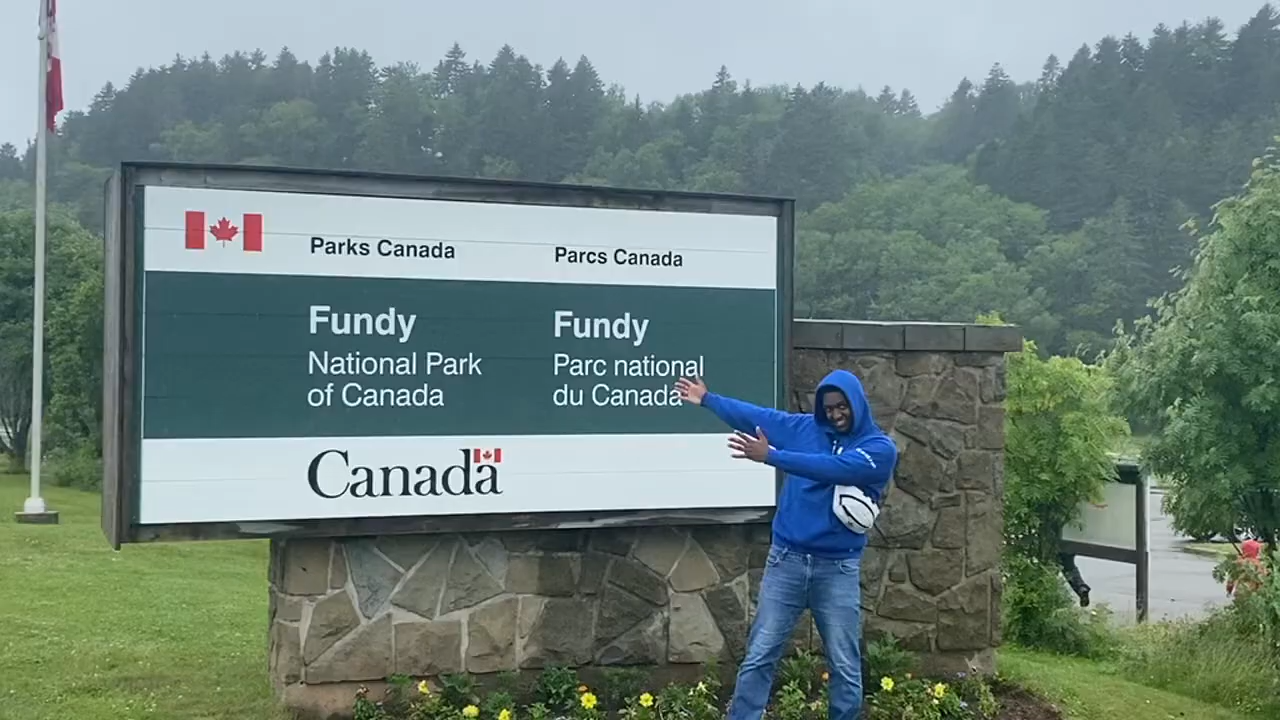 Parks Canada
Parcs Canada
Fundy
National Park
of Canada
Fundy
Parc national
du Canada
Canada